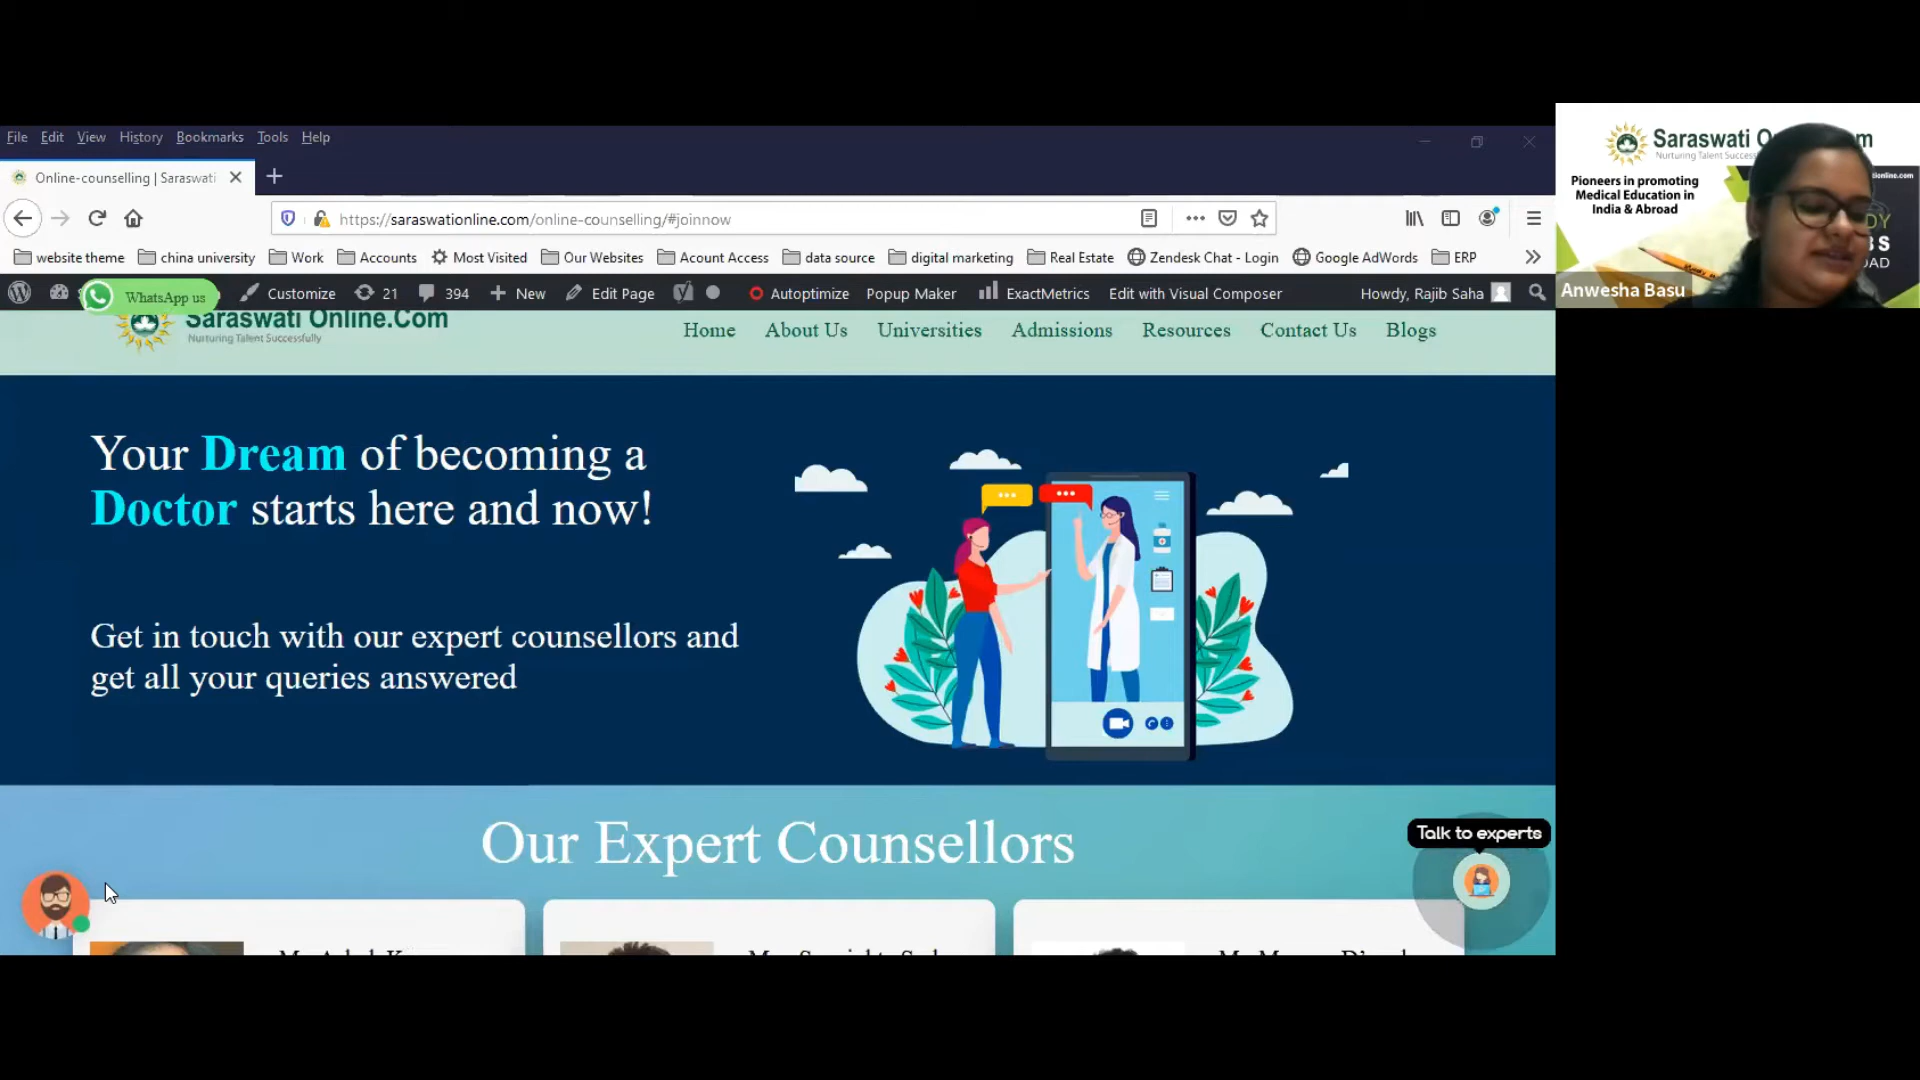 File Edit View History Bookmarks Tools Help
Online-counselling | Saraswati
https://saraswationline.com/online-counselling/#joinnow
website theme china university Work Accounts Most Visited Our Websites Acount Access data source digital marketing Real Estate Zendesk Chat - Login Google AdWords ERP
WhatsApp us Customize 21 394 New Edit Page Autoptimize Popup Maker ExactMetrics Edit with Visual Composer Howdy, Rajib Saha
Saraswati Online.Com
Nurturing Talent Successfully
Home About Us Universities Admissions Resources Contact Us Blogs
Your Dream of becoming a
Doctor starts here and now!
Get in touch with our expert counsellors and
get all your queries answered
Our Expert Counsellors
Talk to experts
Saraswati O m
Nurturing Talent
Pioneers in promoting
Medical Education in
India & Abroad
Anwesha Basu